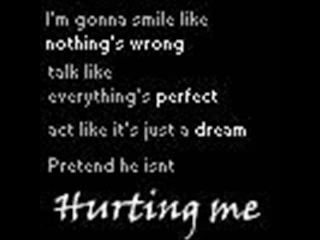 I'm gonna smile like
nothing's wrong
talk like
everything's perfect
act like it's just a dream
Pretend he isnt
Hurting me